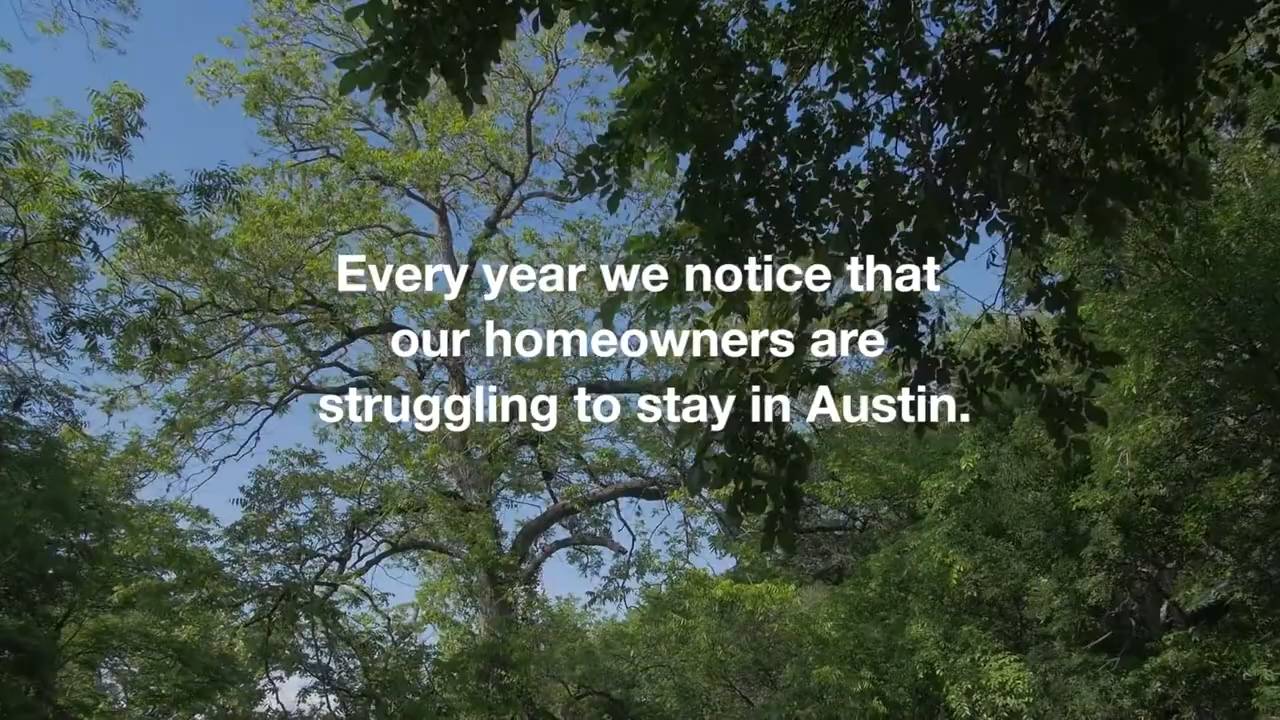 Every year we notice that
our homeowners are
struggling to stay in Austin.